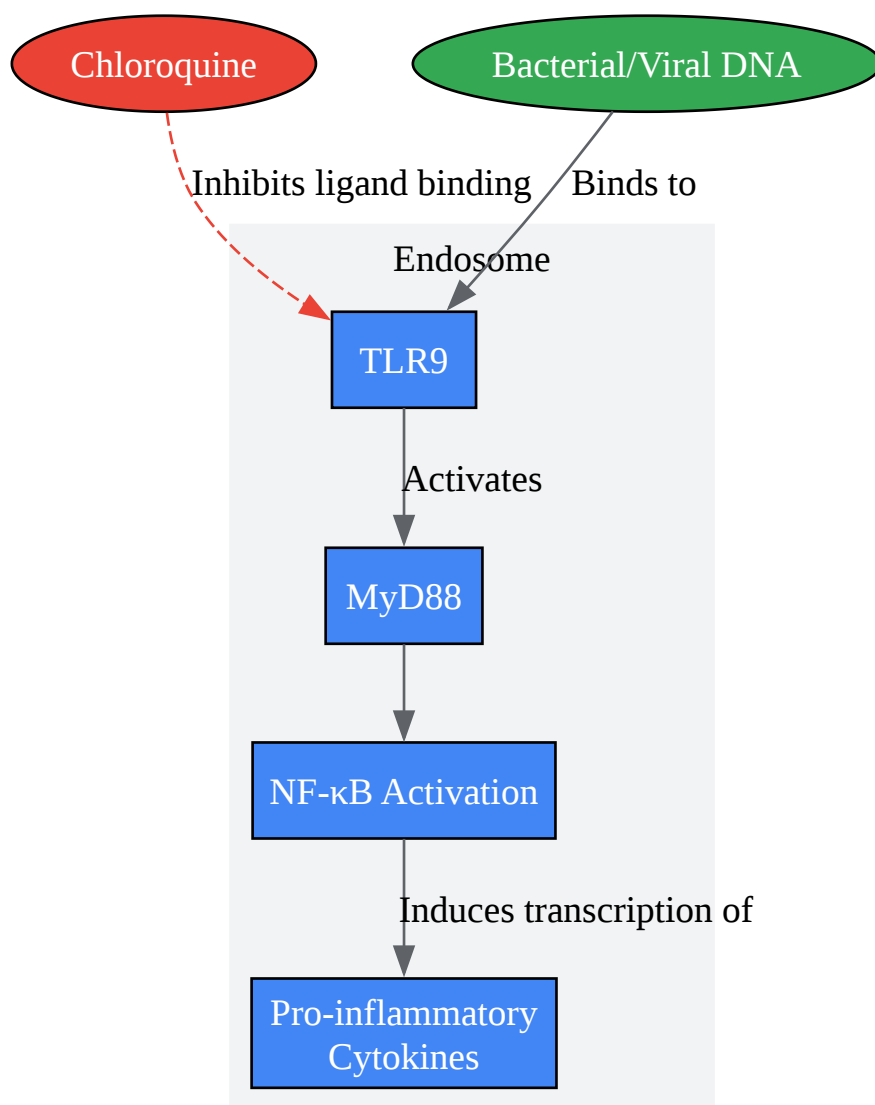 Chloroquine
Bacterial/Viral DNA
Inhibits ligand binding
Binds to
Endosome
TLR9
Activates
MyD88
NF-κB Activation
Induces transcription of
Pro-inflammatory
Cytokines